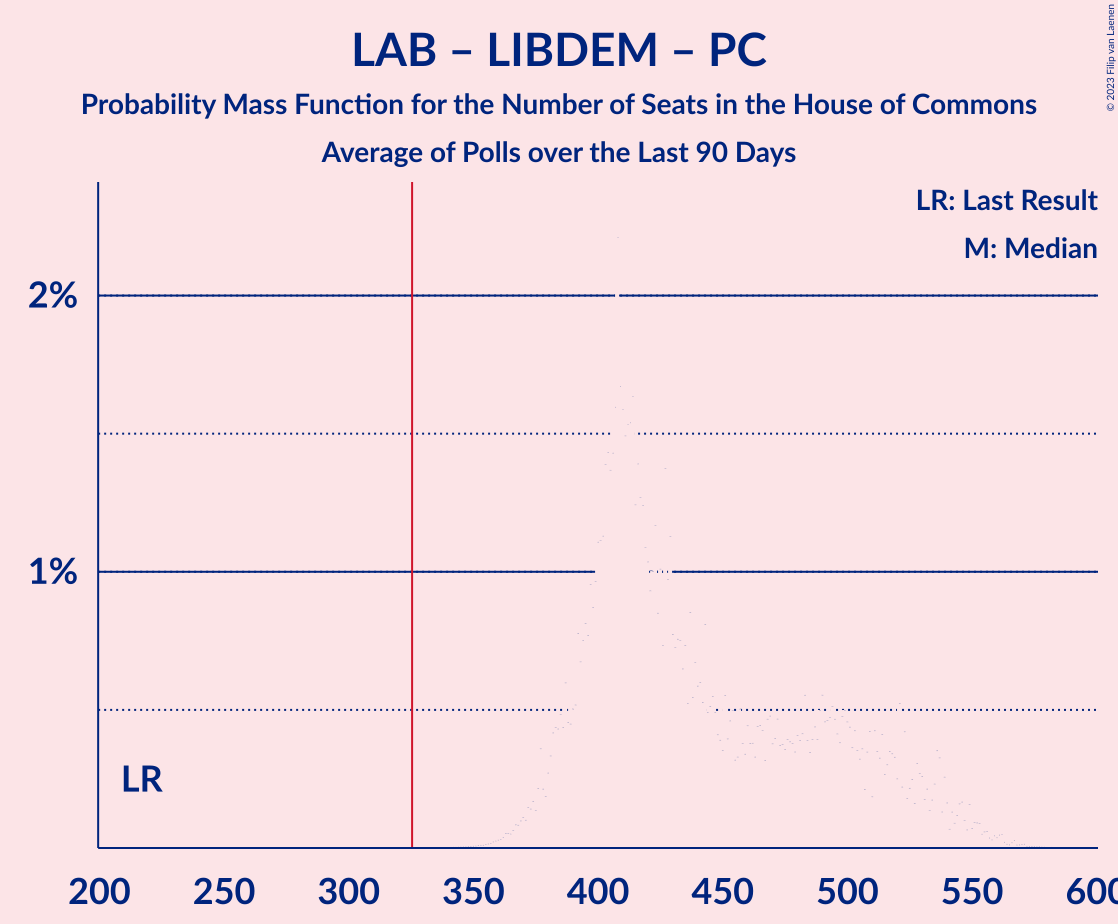 LAB – LIBDEM – PC
Probability Mass Function for the Number of Seats in the House of Commons
Average of Polls over the Last 90 Days
© 2023 Filip van Laenen
LR: Last Result
M: Median
2%
1%
LR
200 250 300 350 400 450 500 550 600